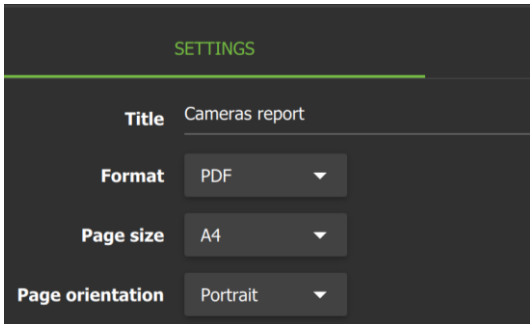 SETTINGS
Title Cameras report
Format PDF
Page size A4
Page orientation Portrait